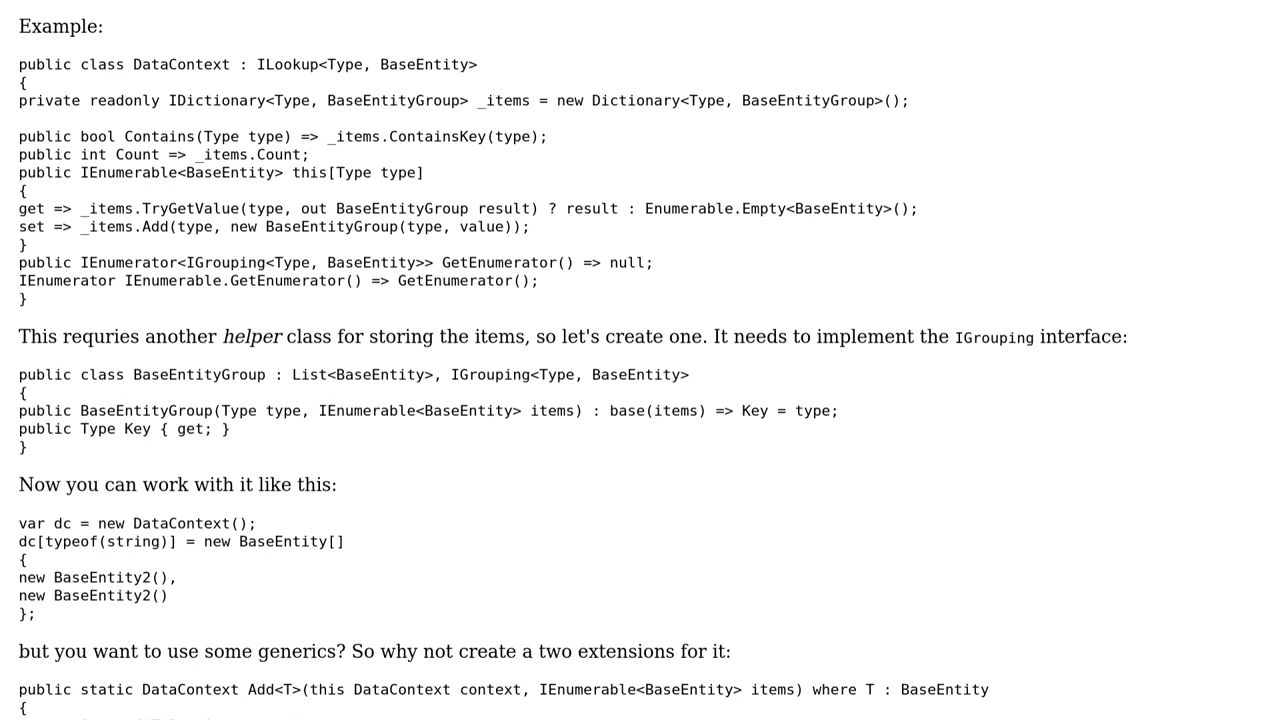 Example:
public class DataContext : ILookup<Type, BaseEntity>
{
private readonly IDictionary<Type, BaseEntityGroup> _items = new Dictionary<Type, BaseEntityGroup>();
public bool Contains(Type type) => _items.ContainsKey(type);
public int Count => _items.Count;
public IEnumerable<BaseEntity> this[Type type]
{
get => _items.TryGetValue(type, out BaseEntityGroup result) ? result : Enumerable.Empty<BaseEntity>();
set => _items.Add(type, new BaseEntityGroup(type, value));
}
public IEnumerator<IGrouping<Type, BaseEntity>> GetEnumerator() => null;
IEnumerator IEnumerable.GetEnumerator() => GetEnumerator();
}
This requries another helper class for storing the items, so let's create one. It needs to implement the IGrouping interface:
public class BaseEntityGroup : List<BaseEntity>, IGrouping<Type, BaseEntity>
{
public BaseEntityGroup(Type type, IEnumerable<BaseEntity> items) : base(items) => Key = type;
public Type Key { get; }
}
Now you can work with it like this:
var dc = new DataContext();
dc[typeof(string)] = new BaseEntity[]
{
new BaseEntity2(),
new BaseEntity2()
};
but you want to use some generics? So why not create a two extensions for it:
public static DataContext Add<T>(this DataContext context, IEnumerable<BaseEntity> items) where T : BaseEntity
{